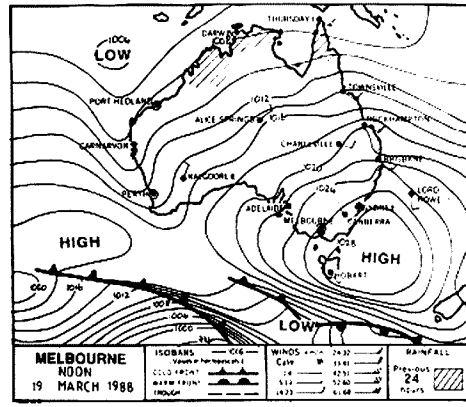 THURSDAY I.
DARWIN
1004
LOW
PORT HEDLAND
TOWNSVILLE
1012
ALICE SPRINGS
1016
ROCKHAMPTON
CARNARVON
CHARLEVILLE
BRISBANE
1020
KALGOORLIE
PERTH
1024
LORD
HOWE
ADELAIDE
SYDNEY
MELBOURNE
CANBERRA
HIGH
1028
HIGH
HOBART
1016
1012
1008
1004
1000
LOW
MELBOURNE
NOON
19 MARCH 1988
ISOBARS
COLD FRONT
WARM FRONT
TROUGH
WINDS
Calm
RAINFALL
Previous
24
hours